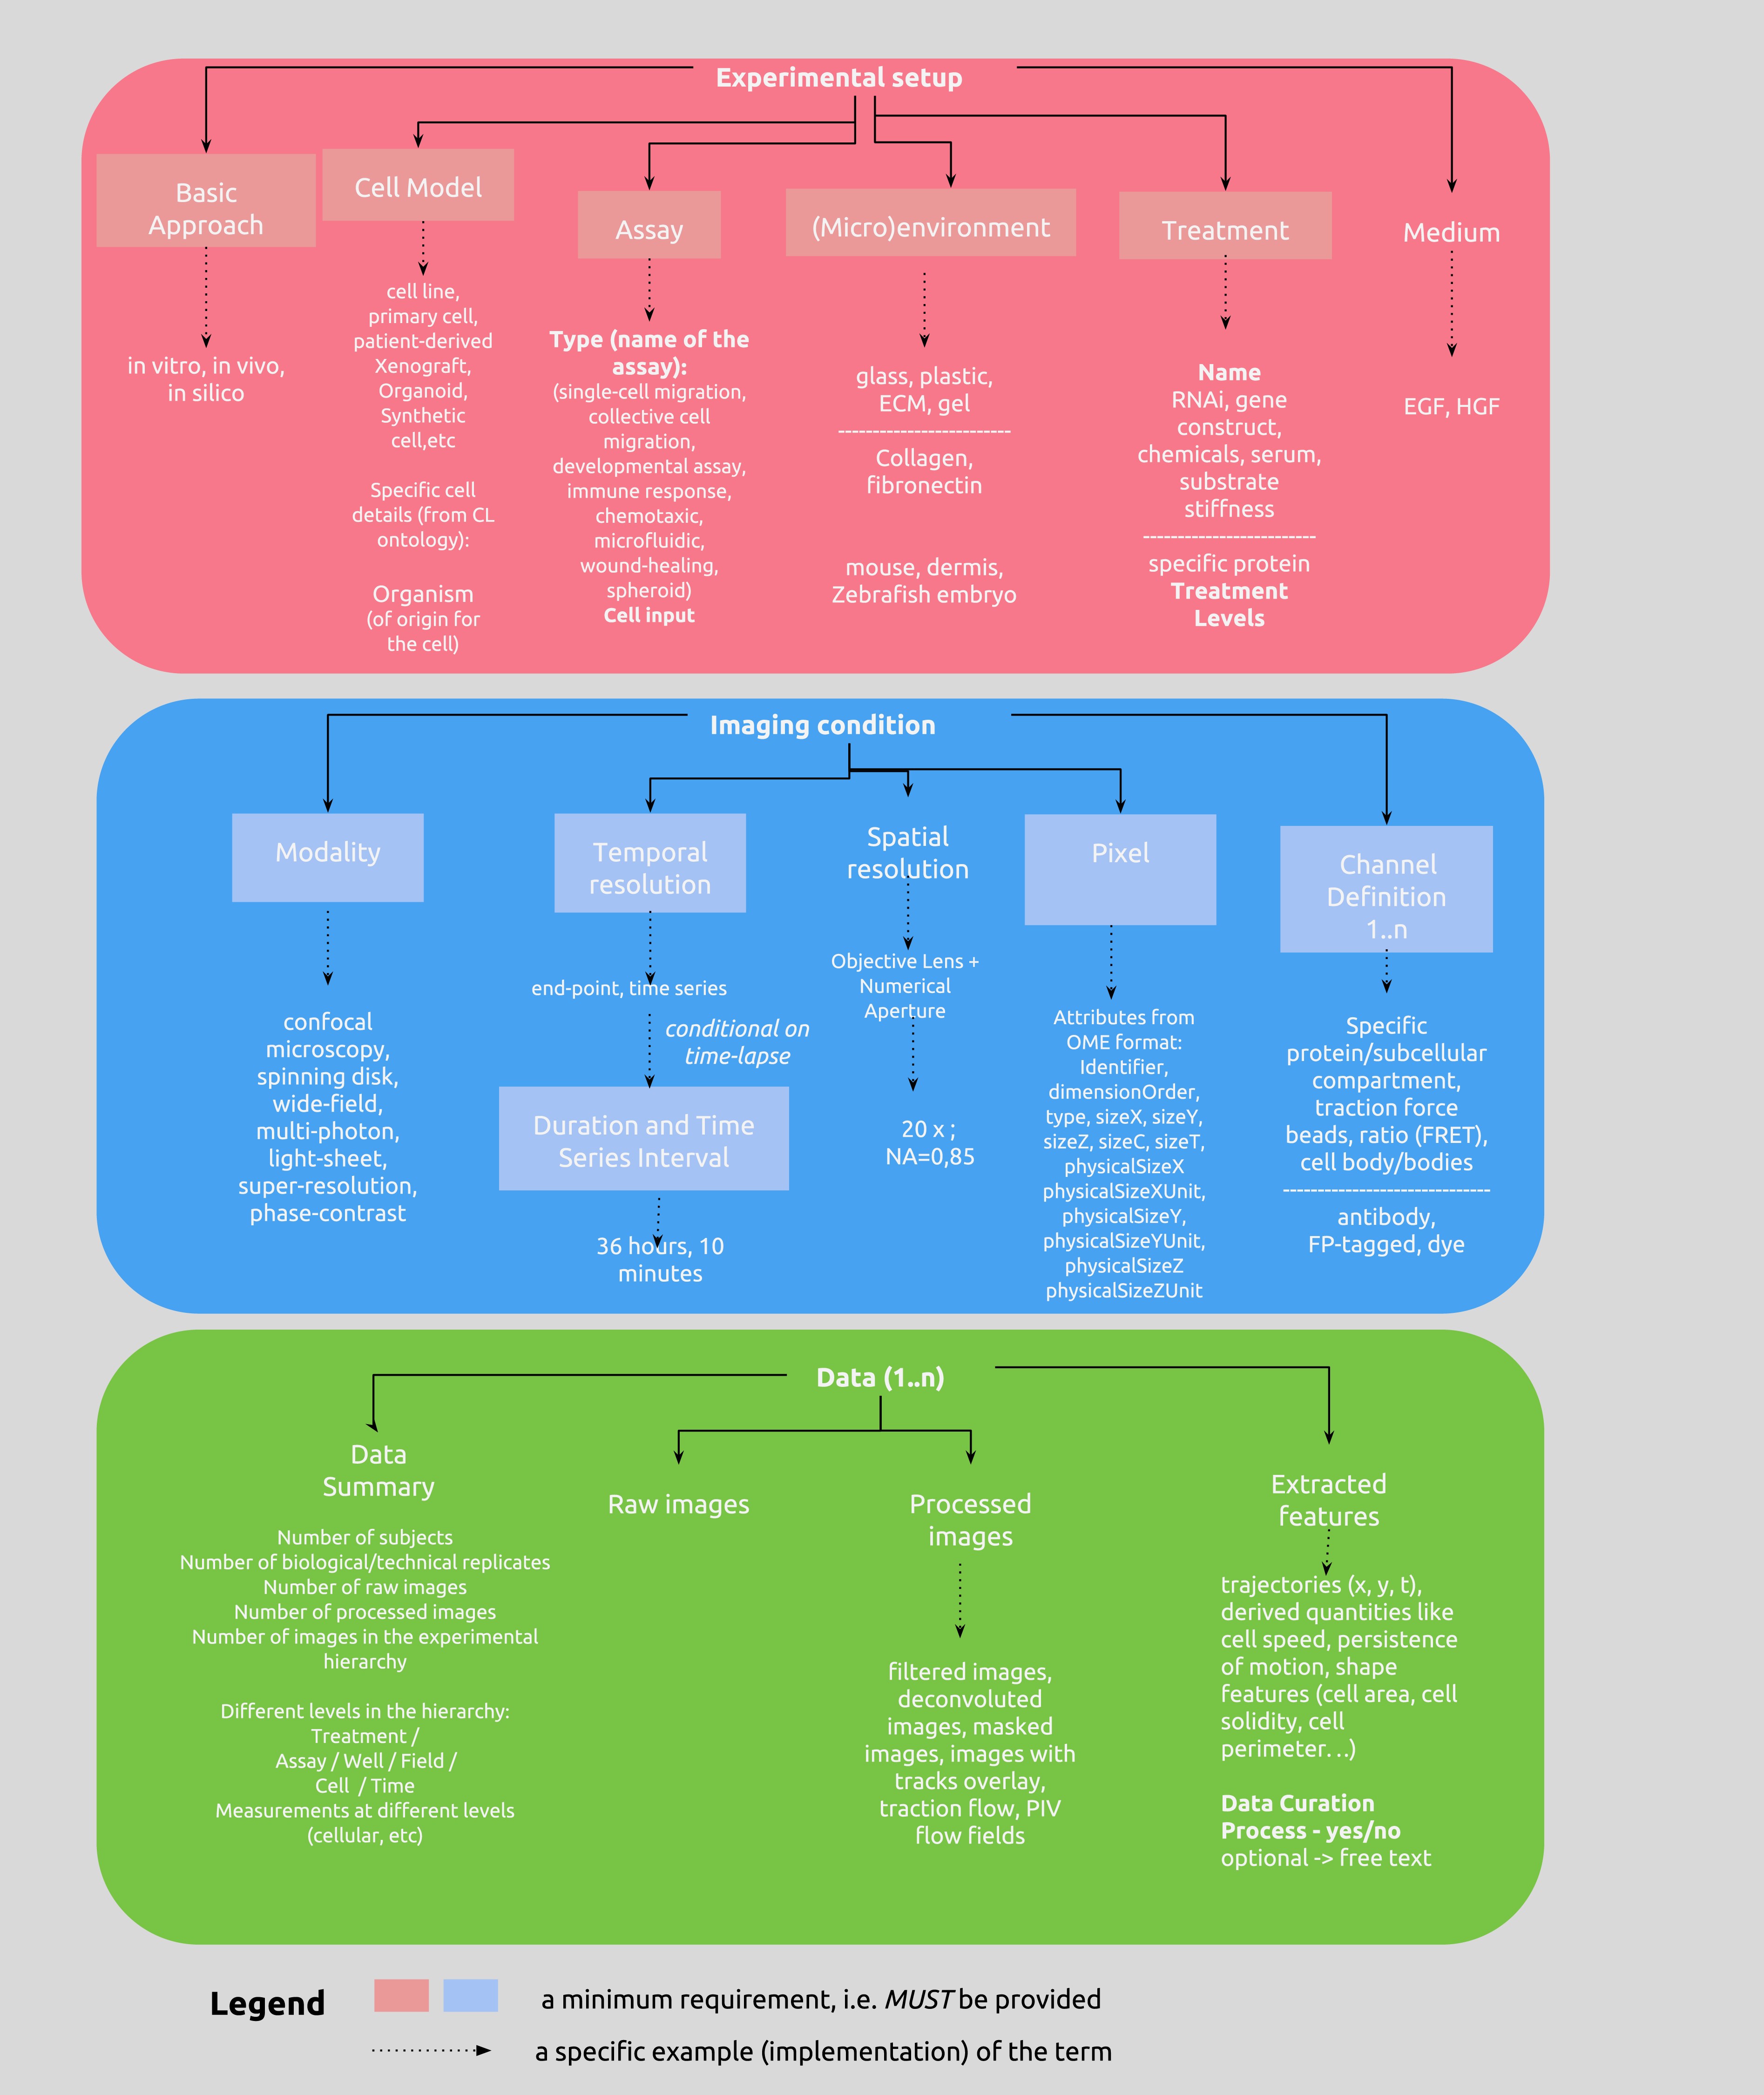 Experimental setup
Basic
Approach
in vitro, in vivo,
in silico
Cell Model
cell line,
primary cell,
patient-derived
Xenograft,
Organoid,
Synthetic
cell,etc
Specific cell
details (from CL
ontology):
Organism
(of origin for
the cell)
Assay
Type (name of the
assay):
(single-cell migration,
collective cell
migration,
developmental assay,
immune response,
chemotaxic,
microfluidic,
wound-healing,
spheroid)
Cell input
(Micro)environment
glass, plastic,
ECM, gel
-------------------------
Collagen,
fibronectin
mouse, dermis,
Zebrafish embryo
Treatment
Name
RNAi, gene
construct,
chemicals, serum,
substrate
stiffness
-------------------------
specific protein
Treatment
Levels
Medium
EGF, HGF
Imaging condition
Modality
confocal
microscopy,
spinning disk,
wide-field,
multi-photon,
light-sheet,
super-resolution,
phase-contrast
Temporal
resolution
end-point, time series
conditional on
time-lapse
Duration and Time
Series Interval
36 hours, 10
minutes
Spatial
resolution
Objective Lens +
Numerical
Aperture
20 x ;
NA=0,85
Pixel
Attributes from
OME format:
Identifier,
dimensionOrder,
type, sizeX, sizeY,
sizeZ, sizeC, sizeT,
physicalSizeX
physicalSizeXUnit,
physicalSizeY,
physicalSizeYUnit,
physicalSizeZ
physicalSizeZUnit
Channel
Definition
1..n
Specific
protein/subcellular
compartment,
traction force
beads, ratio (FRET),
cell body/bodies
------------------------------
antibody,
FP-tagged, dye
Data (1..n)
Data
Summary
Number of subjects
Number of biological/technical replicates
Number of raw images
Number of processed images
Number of images in the experimental
hierarchy
Different levels in the hierarchy:
Treatment /
Assay / Well / Field /
Cell / Time
Measurements at different levels
(cellular, etc)
Raw images
Processed
images
filtered images,
deconvoluted
images, masked
images, images with
tracks overlay,
traction flow, PIV
flow fields
Extracted
features
trajectories (x, y, t),
derived quantities like
cell speed, persistence
of motion, shape
features (cell area, cell
solidity, cell
perimeter…)
Data Curation
Process - yes/no
optional -> free text
Legend
a minimum requirement, i.e. MUST be provided
a specific example (implementation) of the term